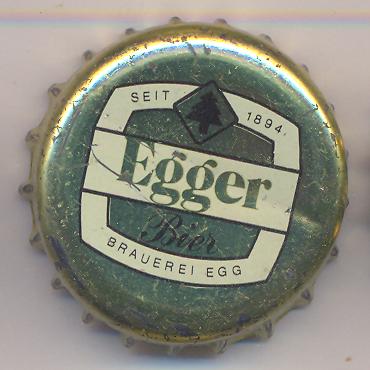 SEIT 1894
Egger
Bier
BRAUEREI EGG